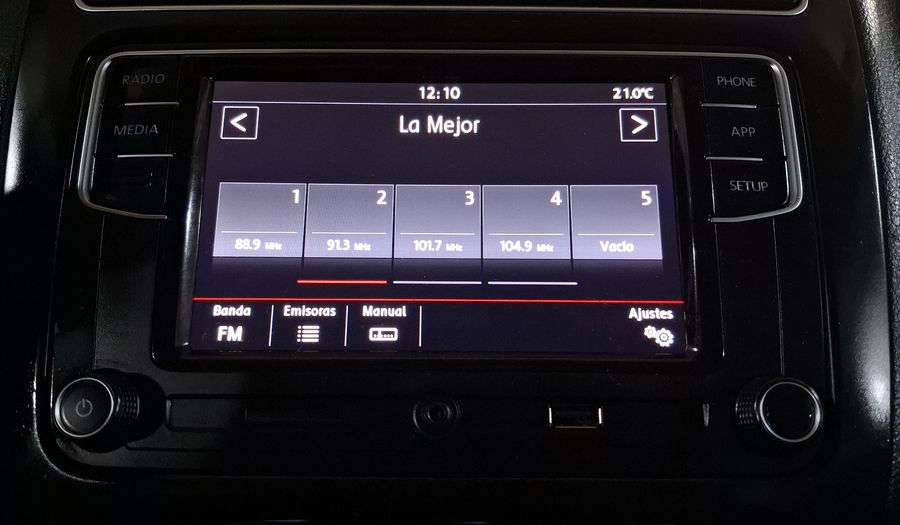 RADIO
MEDIA
PHONE
APP
SETUP
12:10 21.0°C
< La Mejor >
1 2 3 4 5
88.9 MHz 91.3 MHz 101.7 MHz 104.9 MHz Vacío
Banda Emisoras Manual Ajustes
FM